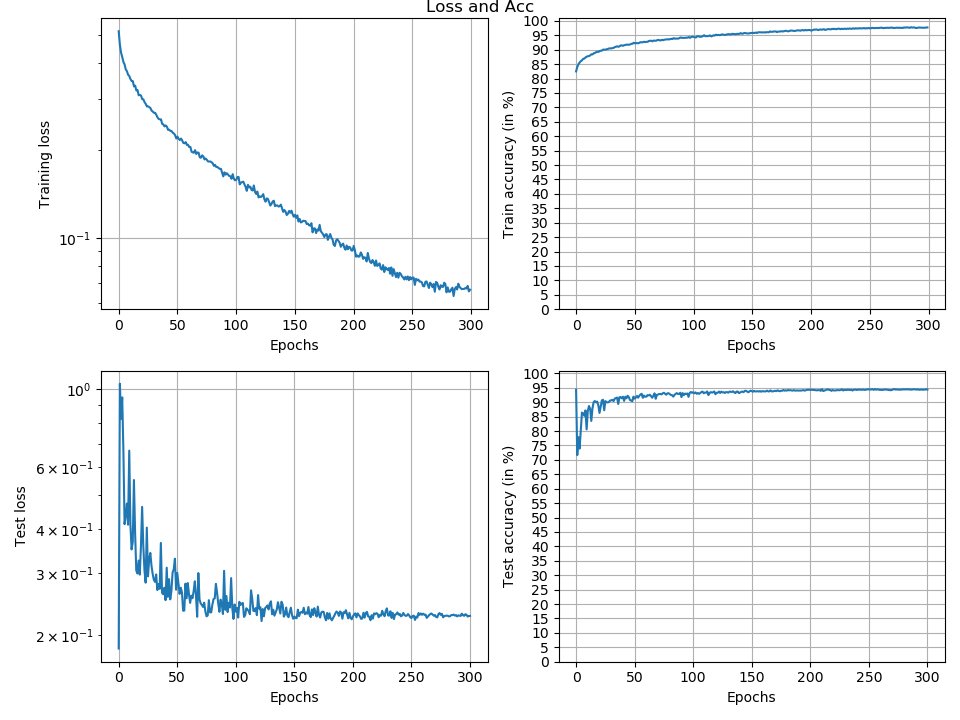 Loss and Acc
Training loss
10⁻¹
0 50 100 150 200 250 300
Epochs
Train accuracy (in %)
100
95
90
85
80
75
70
65
60
55
50
45
40
35
30
25
20
15
10
5
0
0 50 100 150 200 250 300
Epochs
Test loss
10⁰
6 × 10⁻¹
4 × 10⁻¹
3 × 10⁻¹
2 × 10⁻¹
0 50 100 150 200 250 300
Epochs
Test accuracy (in %)
100
95
90
85
80
75
70
65
60
55
50
45
40
35
30
25
20
15
10
5
0
0 50 100 150 200 250 300
Epochs